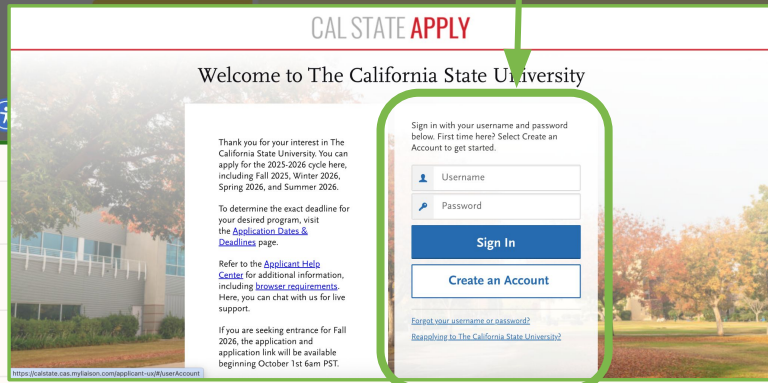 CAL STATE APPLY
Welcome to The California State University
Thank you for your interest in The
California State University. You can
apply for the 2025-2026 cycle here,
including Fall 2025, Winter 2026,
Spring 2026, and Summer 2026.
To determine the exact deadline for
your desired program, visit
the Application Dates &
Deadlines page.
Refer to the Applicant Help
Center for additional information,
including browser requirements.
Here, you can chat with us for live
support.
If you are seeking entrance for Fall
2026, the application and
application link will be available
beginning October 1st 6am PST.
Sign in with your username and password
below. First time here? Select Create an
Account to get started.
Username
Password
Sign In
Create an Account
Forgot your username or password?
Reapplying to The California State University?
https://calstate.cas.myliaison.com/applicant-ux/#/userAccount